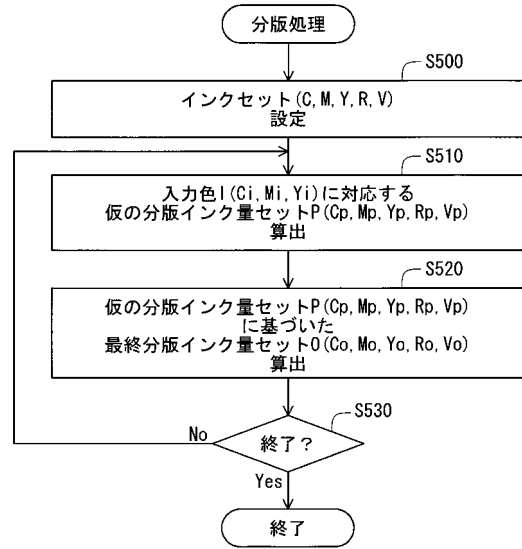 分版処理
S500
インクセット(C,M,Y,R,V)
設定
S510
入力色I(Ci,Mi,Yi)に対応する
仮の分版インク量セットP(Cp,Mp,Yp,Rp,Vp)
算出
S520
仮の分版インク量セットP(Cp,Mp,Yp,Rp,Vp)
に基づいた
最終分版インク量セットO(Co,Mo,Yo,Ro,Vo)
算出
S530
終了?
No
Yes
終了